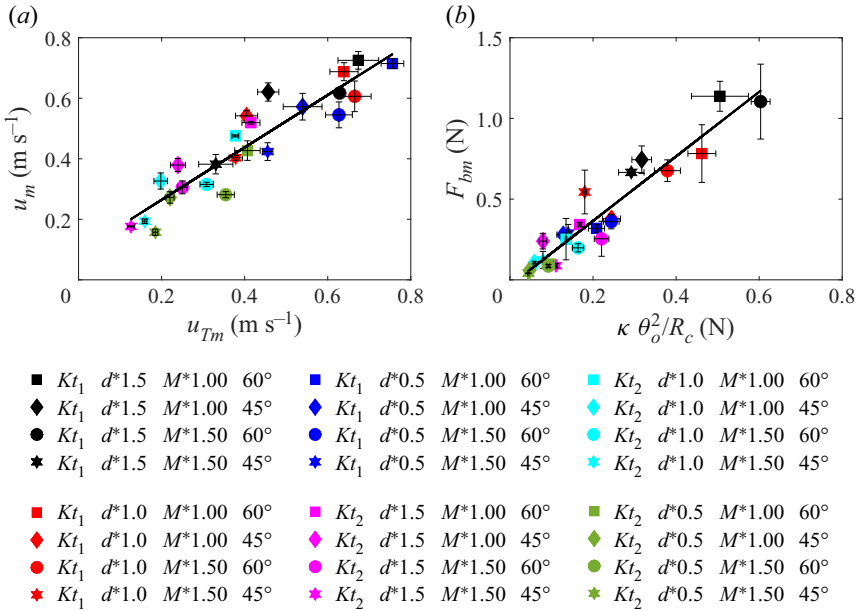 (a) (b)
0.8 1.5
0.6 1.0
0.4 0.5
0.2
0 0.2 0.4 0.6 0.8 0 0.2 0.4 0.6 0.8
u_m (m s⁻¹) F_bm (N)
u_Tm (m s⁻¹) κ θ_o²/R_c (N)
Kt₁ d*1.5 M*1.00 60° Kt₁ d*0.5 M*1.00 60° Kt₂ d*1.0 M*1.00 60°
Kt₁ d*1.5 M*1.00 45° Kt₁ d*0.5 M*1.00 45° Kt₂ d*1.0 M*1.00 45°
Kt₁ d*1.5 M*1.50 60° Kt₁ d*0.5 M*1.50 60° Kt₂ d*1.0 M*1.50 60°
Kt₁ d*1.5 M*1.50 45° Kt₁ d*0.5 M*1.50 45° Kt₂ d*1.0 M*1.50 45°
Kt₁ d*1.0 M*1.00 60° Kt₂ d*1.5 M*1.00 60° Kt₂ d*0.5 M*1.00 60°
Kt₁ d*1.0 M*1.00 45° Kt₂ d*1.5 M*1.00 45° Kt₂ d*0.5 M*1.00 45°
Kt₁ d*1.0 M*1.50 60° Kt₂ d*1.5 M*1.50 60° Kt₂ d*0.5 M*1.50 60°
Kt₁ d*1.0 M*1.50 45° Kt₂ d*1.5 M*1.50 45° Kt₂ d*0.5 M*1.50 45°